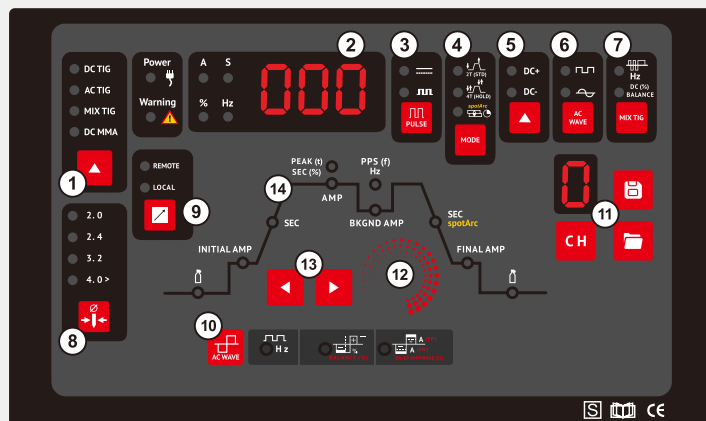 DC TIG
AC TIG
MIX TIG
DC MMA
1
Power
Warning
A S
% Hz
000
2
3
PULSE
4
2T (STD)
4T (HOLD)
spotArc
MODE
5
DC+
DC-
6
AC
WAVE
7
Hz
DC (%)
BALANCE
MIX TIG
REMOTE
LOCAL
9
2.0
2.4
3.2
4.0>
Ø
8
14
PEAK (t)
SEC (%)
AMP
PPS (f)
Hz
BKGND AMP
SEC
INITIAL AMP
SEC
spotArc
FINAL AMP
13
12
0
CH
11
10
AC WAVE
Hz
%
A
A
S
CE